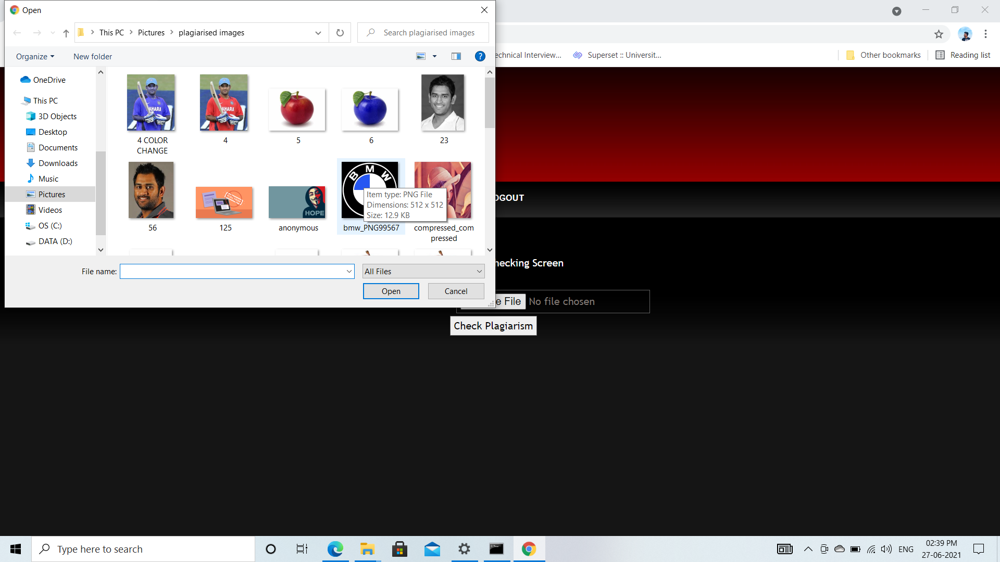 Open
This PC
Pictures
plagiarised images
Search plagiarised images
Organize
New folder
echnical Interview...
Superset :: Universit...
Other bookmarks
Reading list
OneDrive
This PC
3D Objects
Desktop
Documents
Downloads
Music
Pictures
Videos
OS (C:)
DATA (D:)
AHARA
AHARA
4 COLOR
CHANGE
4
5
6
23
B M W
HOPE
Item type: PNG File
Dimensions: 512 x 512
Size: 12.9 KB
56
125
anonymous
bmw_PNG99567
compressed_com
pressed
OGOUT
hecking Screen
File name:
All Files
Open
Cancel
e File
No file chosen
Check Plagiarism
Type here to search
ENG
02:39 PM
27-06-2021